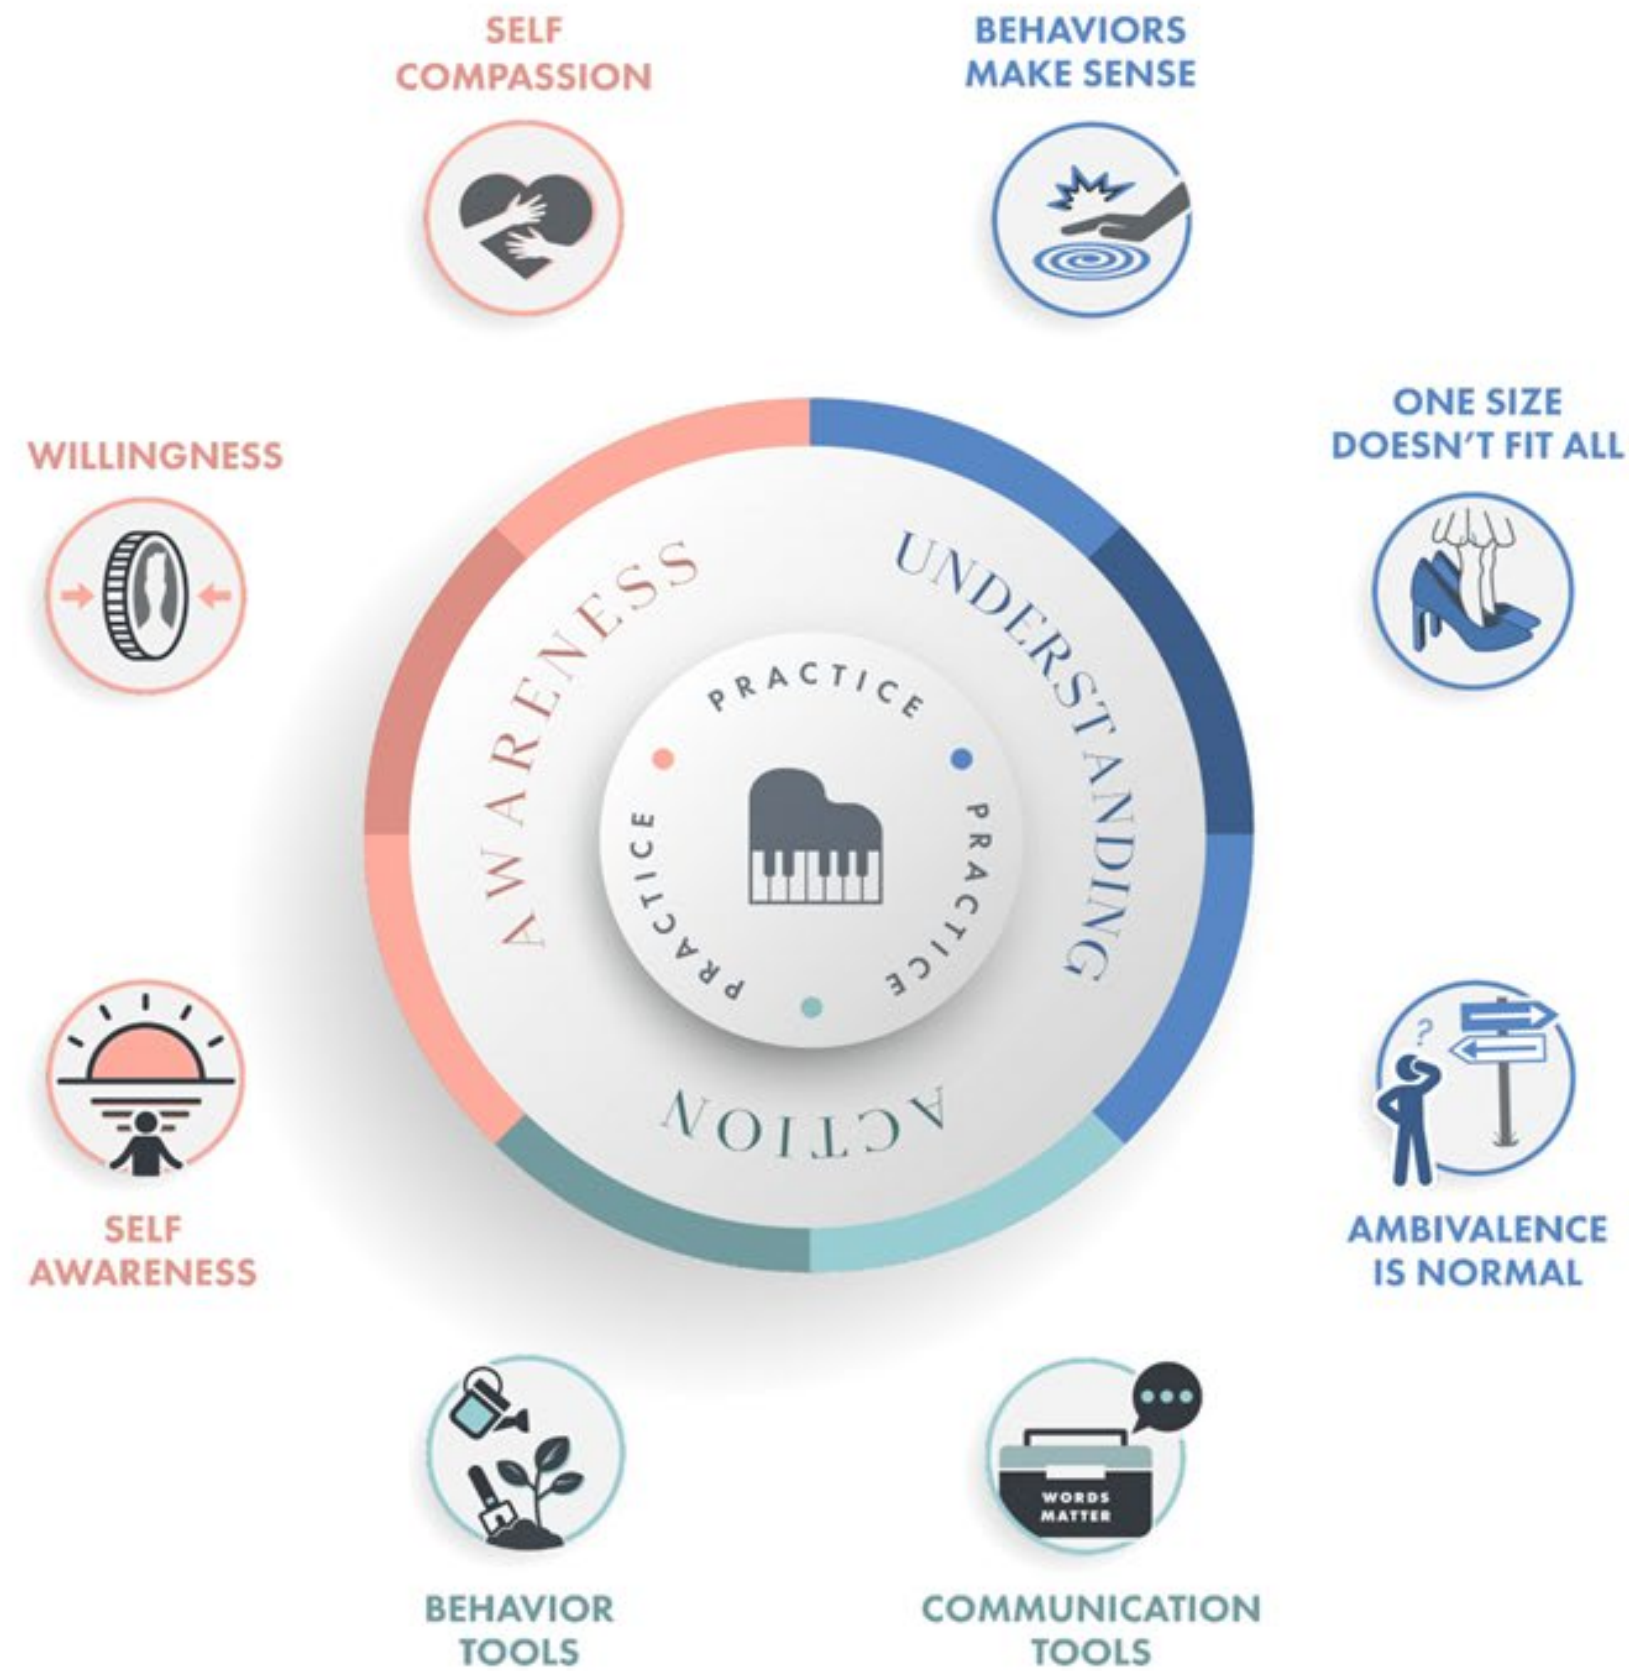 SELF
COMPASSION
BEHAVIORS
MAKE SENSE
ONE SIZE
DOESN'T FIT ALL
WILLINGNESS
AWARENESS
UNDERSTANDING
PRACTICE
PRACTICE
PRACTICE
ACTION
?
SELF
AWARENESS
AMBIVALENCE
IS NORMAL
WORDS
MATTER
BEHAVIOR
TOOLS
COMMUNICATION
TOOLS